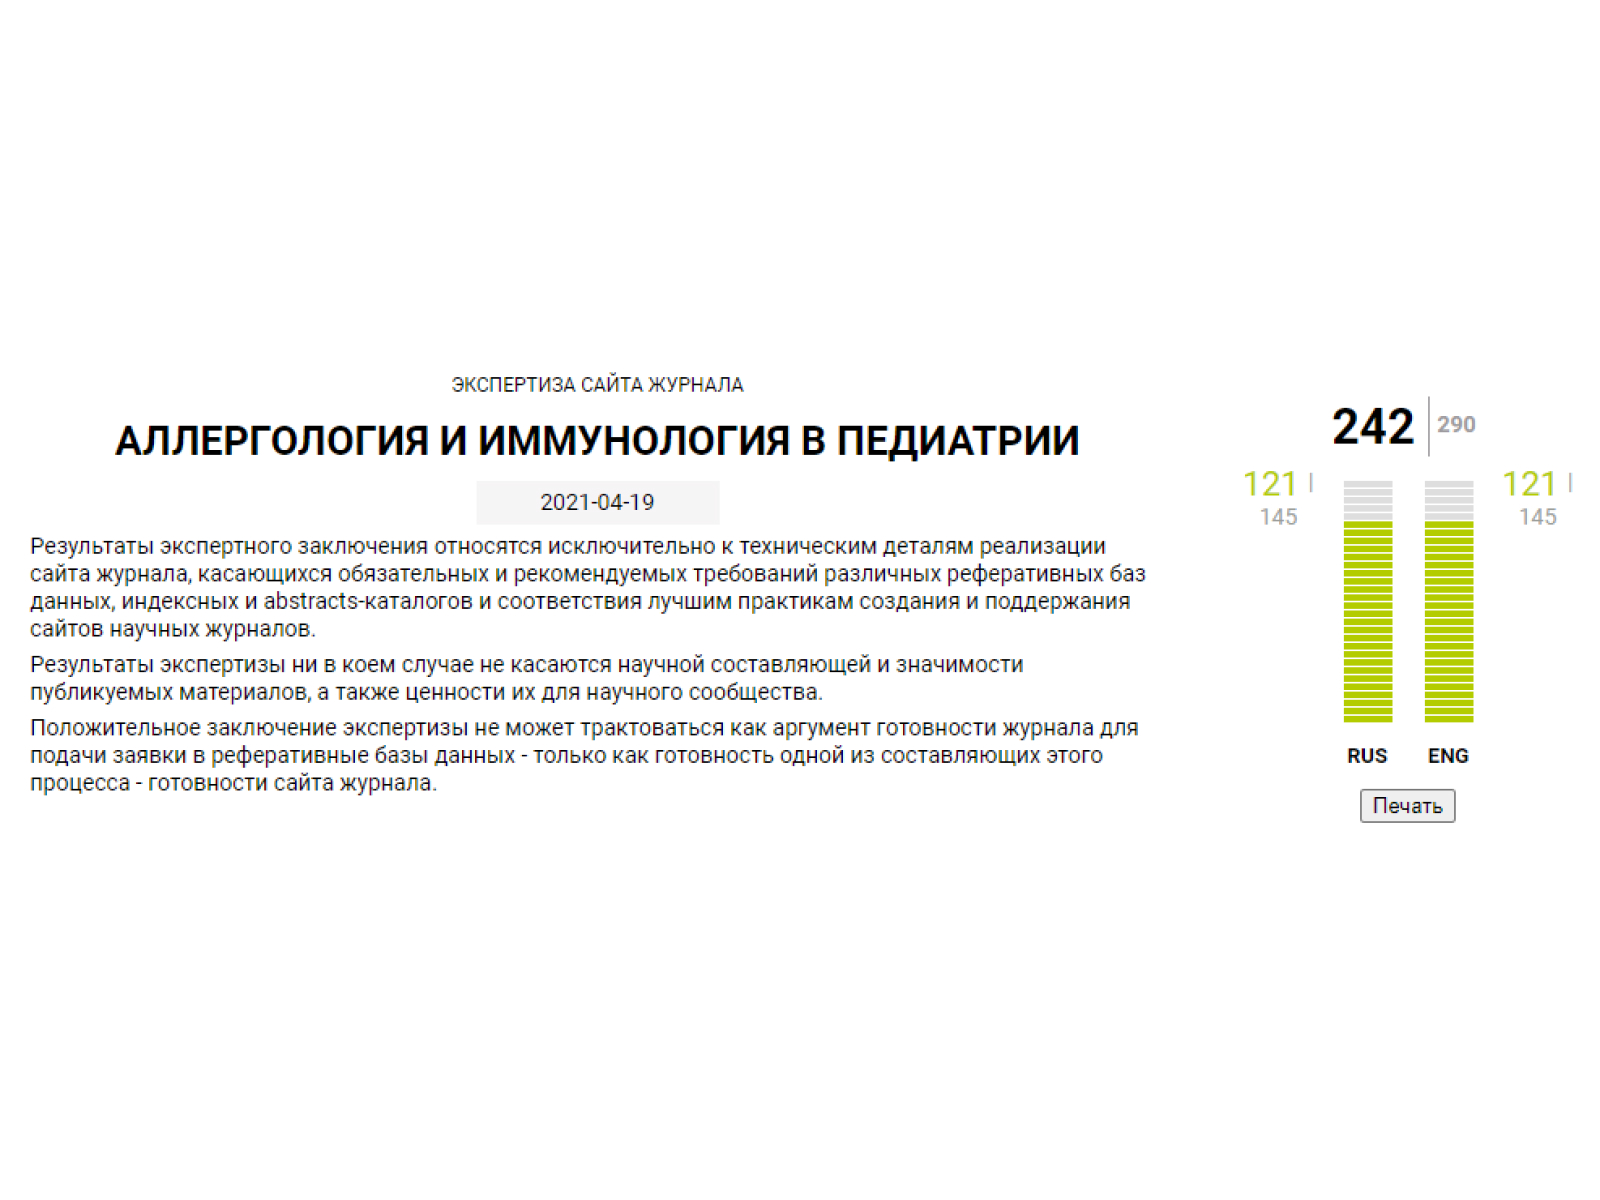 ЭКСПЕРТИЗА САЙТА ЖУРНАЛА
АЛЛЕРГОЛОГИЯ И ИММУНОЛОГИЯ В ПЕДИАТРИИ
2021-04-19
Результаты экспертного заключения относятся исключительно к техническим деталям реализации
сайта журнала, касающихся обязательных и рекомендуемых требований различных реферативных баз
данных, индексных и abstracts-каталогов и соответствия лучшим практикам создания и поддержания
сайтов научных журналов.
Результаты экспертизы ни в коем случае не касаются научной составляющей и значимости
публикуемых материалов, а также ценности их для научного сообщества.
Положительное заключение экспертизы не может трактоваться как аргумент готовности журнала для
подачи заявки в реферативные базы данных - только как готовность одной из составляющих этого
процесса - готовности сайта журнала.
242 290
121
145
121
145
RUS ENG
Печать